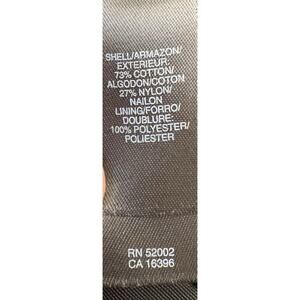 SHELL/ARMAZON/
EXTERIEUR:
73% COTTON/
ALGODON/COTON
27% NYLON/
NAILON
LINING/FORRO/
DOUBLURE:
100% POLYESTER/
POLIESTER
RN 52002
CA 16396